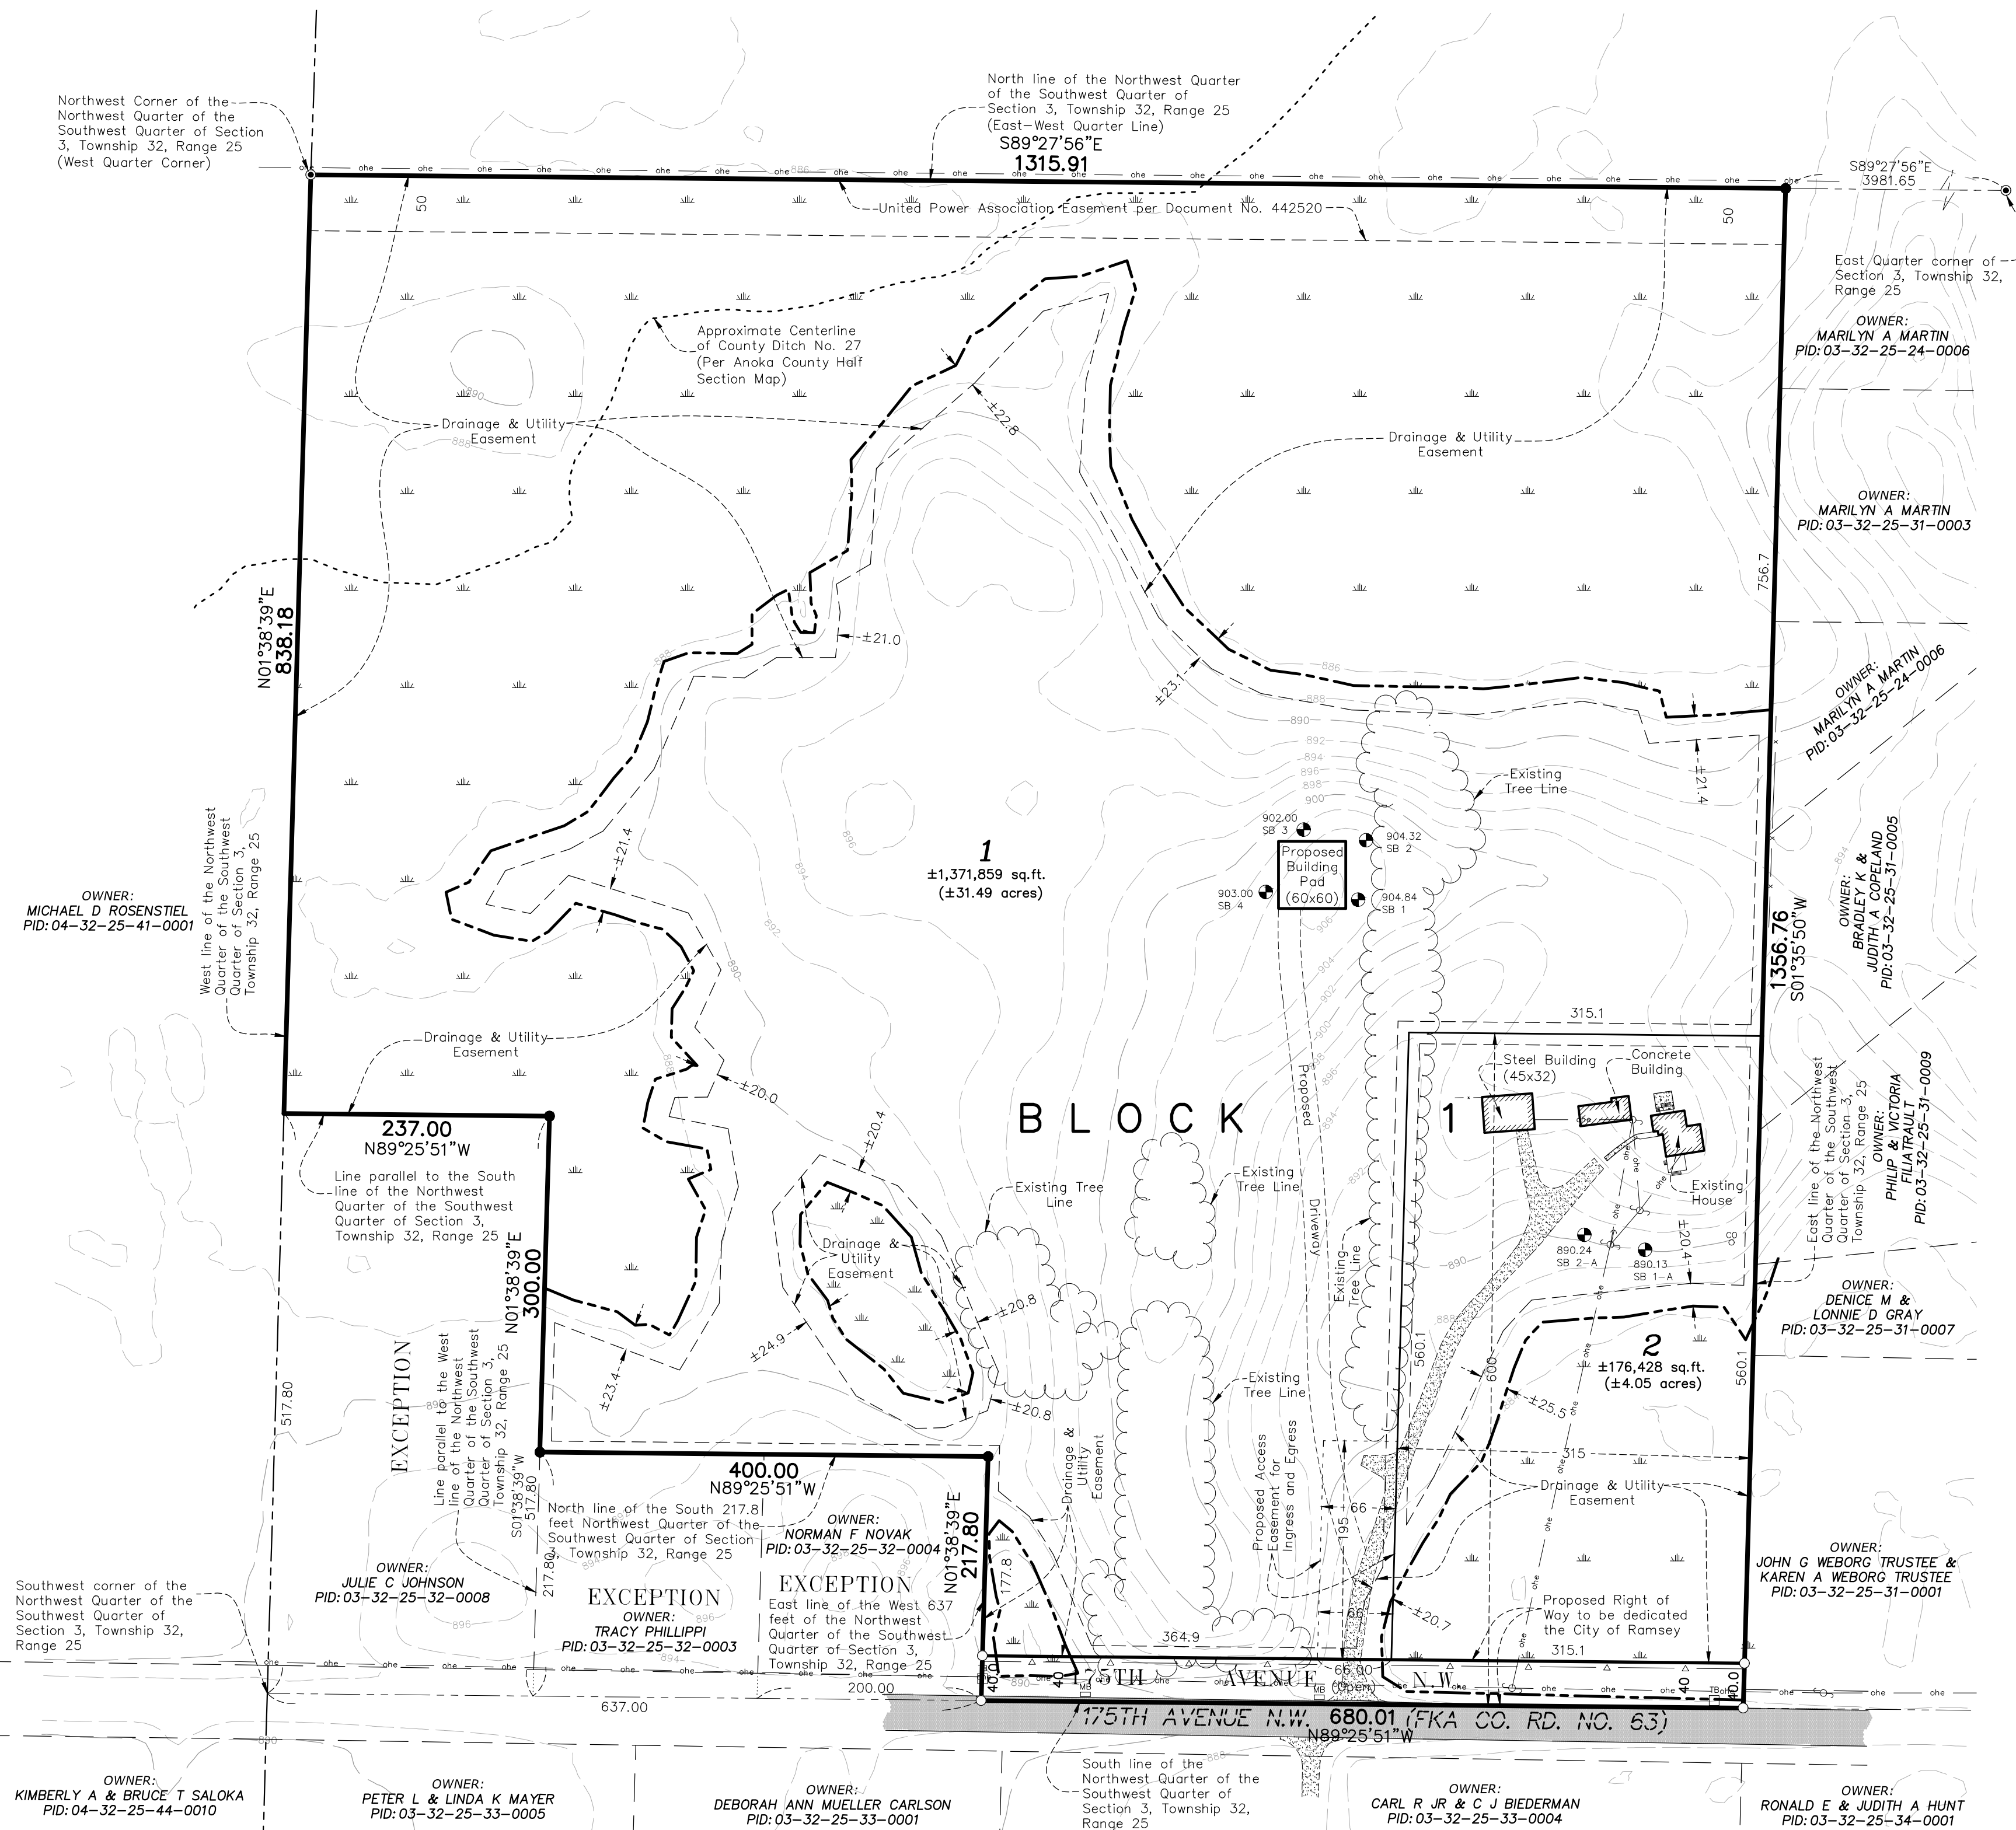 Northwest Corner of the
Northwest Quarter of the
Southwest Quarter of Section
3, Township 32, Range 25
(West Quarter Corner)
North line of the Northwest Quarter
of the Southwest Quarter of
Section 3, Township 32, Range 25
(East-West Quarter Line)
S89°27'56"E
1315.91
S89°27'56"E
3981.65
United Power Association Easement per Document No. 442520
50
50
East Quarter corner of
Section 3, Township 32,
Range 25
OWNER:
MARILYN A MARTIN
PID: 03-32-25-24-0006
Approximate Centerline
of County Ditch No. 27
(Per Anoka County Half
Section Map)
±22.8
Drainage & Utility
Easement
Drainage & Utility
Easement
OWNER:
MARILYN A MARTIN
PID: 03-32-25-31-0003
756.7
N01°38'39"E
838.18
±21.0
±23.1
886
888
890
892
894
896
898
900
OWNER:
MARILYN A MARTIN
PID: 03-32-25-24-0006
±21.4
Existing
Tree Line
West line of the Northwest
Quarter of the Southwest
Quarter of Section 3,
Township 32, Range 25
±21.4
1
±1,371,859 sq.ft.
(±31.49 acres)
902.00
SB 3
904.32
SB 2
Proposed
Building
Pad
(60x60)
903.00
SB 4
904.84
SB 1
OWNER:
BRADLEY K &
JUDITH A COPELAND
PID: 03-32-25-31-0005
OWNER:
MICHAEL D ROSENSTIEL
PID: 04-32-25-41-0001
1356.76
S01°35'50"W
315.1
Drainage & Utility
Easement
Steel Building
(45x32)
Concrete
Building
±20.0
±20.4
BLOCK 1
Proposed
Driveway
East line of the Northwest
Quarter of the Southwest
Quarter of Section 3,
Township 32, Range 25
OWNER:
PHILIP & VICTORIA
FILIATRAULT
PID: 03-32-25-31-0009
237.00
N89°25'51"W
Line parallel to the South
line of the Northwest
Quarter of the Southwest
Quarter of Section 3,
Township 32, Range 25
Existing Tree
Line
Existing
Tree Line
Existing
Tree Line
Existing
House
890.24
SB 2-A
890.13
SB 1-A
±20.4
80
N01°38'39"E
300.00
Drainage &
Utility
Easement
±20.8
±24.9
±23.4
±20.8
OWNER:
DENICE M &
LONNIE D GRAY
PID: 03-32-25-31-0007
2
±176,428 sq.ft.
(±4.05 acres)
560.1
600
560.1
±25.5
315
EXCEPTION
517.80
Line parallel to the West
line of the Northwest
Quarter of the Southwest
Quarter of Section 3,
Township 32, Range 25
S01°38'39"W
517.80
400.00
N89°25'51"W
Existing
Tree Line
Drainage &
Utility
Easement
Proposed Access
Easement for
Ingress and Egress
66
195
66
Drainage & Utility
Easement
North line of the South 217.8
feet Northwest Quarter of the
Southwest Quarter of Section
3, Township 32, Range 25
OWNER:
NORMAN F NOVAK
PID: 03-32-25-32-0004
N01°38'39"E
217.80
177.8
217.80
OWNER:
JULIE C JOHNSON
PID: 03-32-25-32-0008
EXCEPTION
OWNER:
TRACY PHILLIPPI
PID: 03-32-25-32-0003
EXCEPTION
East line of the West 637
feet of the Northwest
Quarter of the Southwest
Quarter of Section 3,
Township 32, Range 25
Southwest corner of the
Northwest Quarter of the
Southwest Quarter of
Section 3, Township 32,
Range 25
±20.7
Proposed Right of
Way to be dedicated
the City of Ramsey
OWNER:
JOHN G WEBORG TRUSTEE &
KAREN A WEBORG TRUSTEE
PID: 03-32-25-31-0001
364.9
315.1
637.00
200.00
40.0
40
175TH AVENUE N.W.
66.00
(Open)
40
40.0
MB
MB
TB
175TH AVENUE N.W. 680.01 (FKA CO. RD. NO. 63)
N89°25'51"W
South line of the
Northwest Quarter of the
Southwest Quarter of
Section 3, Township 32,
Range 25
OWNER:
KIMBERLY A & BRUCE T SALOKA
PID: 04-32-25-44-0010
OWNER:
PETER L & LINDA K MAYER
PID: 03-32-25-33-0005
OWNER:
DEBORAH ANN MUELLER CARLSON
PID: 03-32-25-33-0001
OWNER:
CARL R JR & C J BIEDERMAN
PID: 03-32-25-33-0004
OWNER:
RONALD E & JUDITH A HUNT
PID: 03-32-25-34-0001